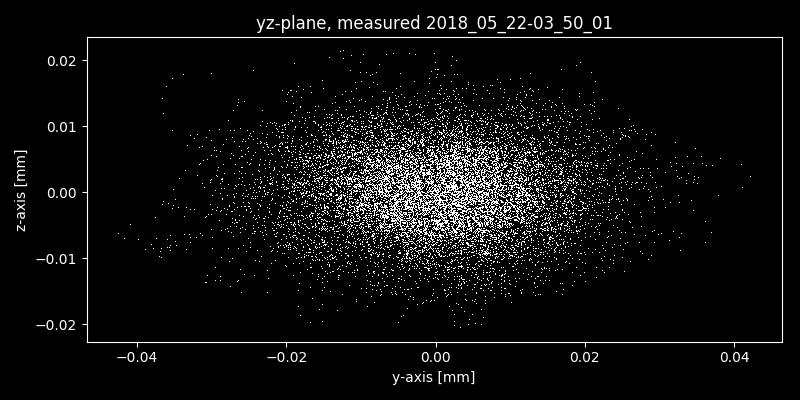 yz-plane, measured 2018_05_22-03_50_01
0.02
0.01
0.00
−0.01
−0.02
z-axis [mm]
−0.04 −0.02 0.00 0.02 0.04
y-axis [mm]